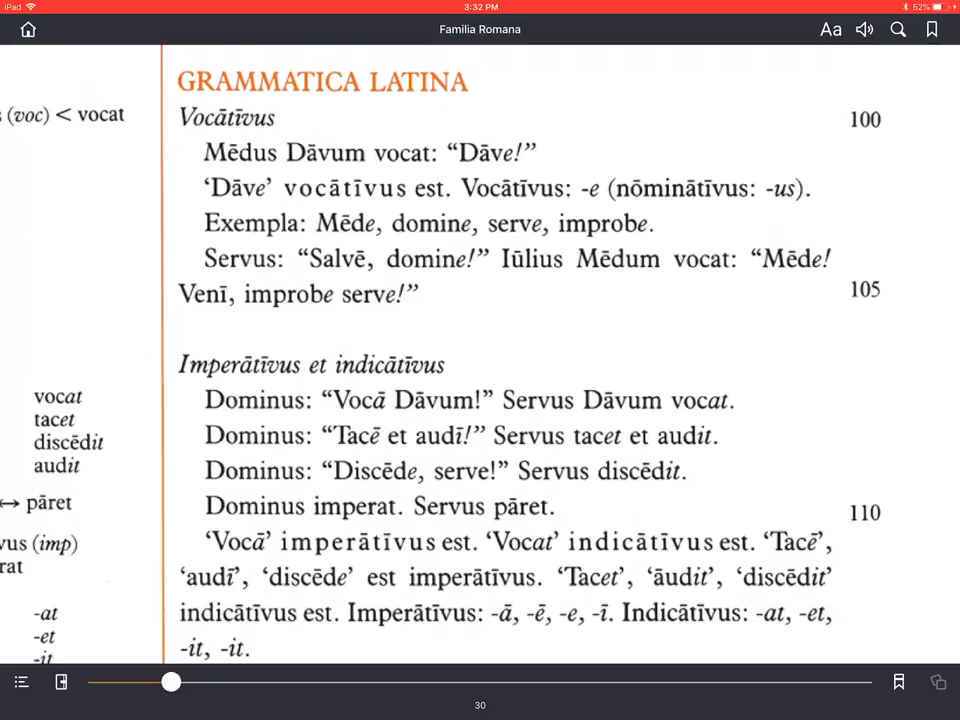 iPad
3:32 PM
52%
Familia Romana
Aa
GRAMMATICA LATINA
s (voc) < vocat
Vocātīvus
100
Mēdus Dāvum vocat: “Dāve!”
‘Dāve’ vocātīvus est. Vocātīvus: -e (nōminātīvus: -us).
Exempla: Mēde, domine, serve, improbe.
Servus: “Salvē, domine!” Iūlius Mēdum vocat: “Mēde!
Venī, improbe serve!”
105
Imperātīvus et indicātīvus
vocat
tacet
discēdit
audit
Dominus: “Vocā Dāvum!” Servus Dāvum vocat.
Dominus: “Tacē et audī!” Servus tacet et audit.
Dominus: “Discēde, serve!” Servus discēdit.
↔ pāret
Dominus imperat. Servus pāret.
110
vus (imp)
rat
‘Vocā’ imperātīvus est. ‘Vocat’ indicātīvus est. ‘Tacē’,
‘audī’, ‘discēde’ est imperātīvus. ‘Tacet’, ‘āudit’, ‘discēdit’
indicātīvus est. Imperātīvus: -ā, -ē, -e, -ī. Indicātīvus: -at, -et,
-it, -it.
-at
-et
-it
30